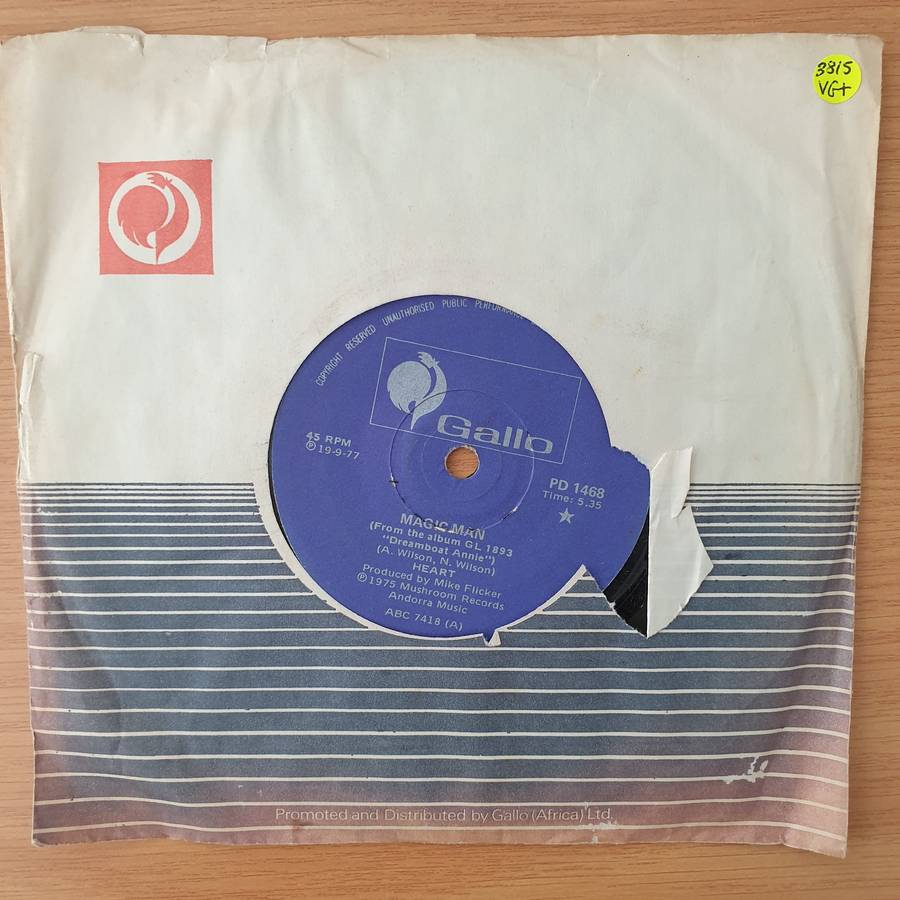 3815
VG+
COPYRIGHT RESERVED UNAUTHORISED PUBLIC PERFORMANCE
Gallo
45 RPM
Ⓟ 19-9-77
PD 1468
Time: 5.35
MAGIC MAN
(From the album GL 1893
"Dreamboat Annie")
(A. Wilson, N. Wilson)
HEART
Produced by Mike Flicker
Ⓟ 1975 Mushroom Records
Andorra Music
ABC 7418 (A)
Promoted and Distributed by Gallo (Africa) Ltd.